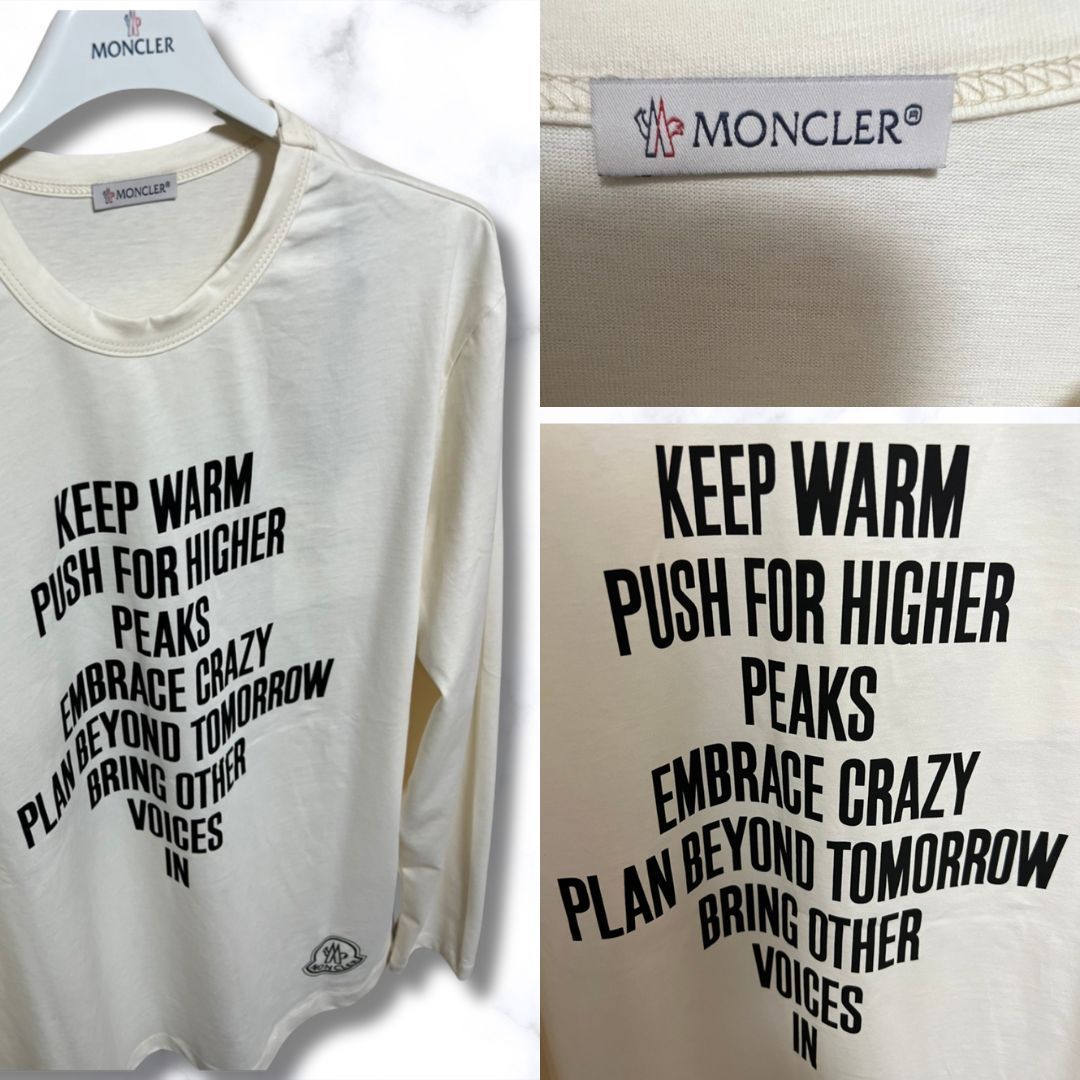 MONCLER
MONCLER®
KEEP WARM
PUSH FOR HIGHER
PEAKS
EMBRACE CRAZY
PLAN BEYOND TOMORROW
BRING OTHER
VOICES
IN
MONCLER
MONCLER®
KEEP WARM
PUSH FOR HIGHER
PEAKS
EMBRACE CRAZY
PLAN BEYOND TOMORROW
BRING OTHER
VOICES
IN